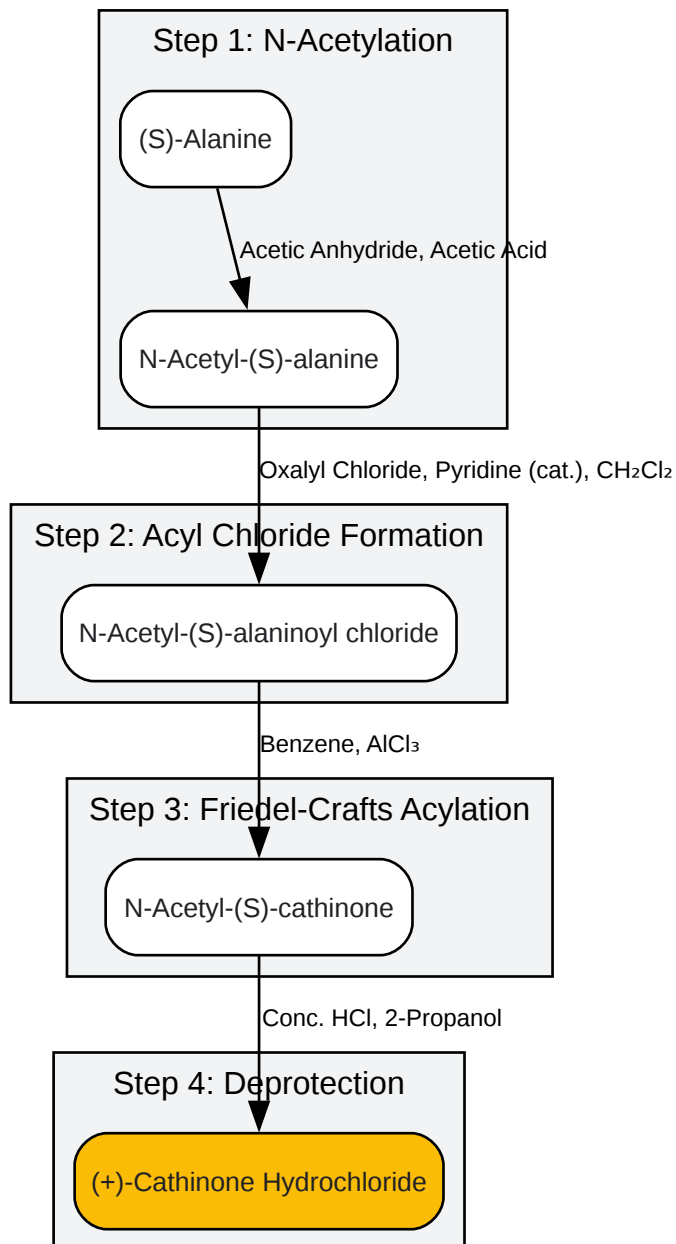 Step 1: N-Acetylation
(S)-Alanine
Acetic Anhydride, Acetic Acid
N-Acetyl-(S)-alanine
Oxalyl Chloride, Pyridine (cat.), CH₂Cl₂
Step 2: Acyl Chloride Formation
N-Acetyl-(S)-alaninoyl chloride
Benzene, AlCl₃
Step 3: Friedel-Crafts Acylation
N-Acetyl-(S)-cathinone
Conc. HCl, 2-Propanol
Step 4: Deprotection
(+)-Cathinone Hydrochloride